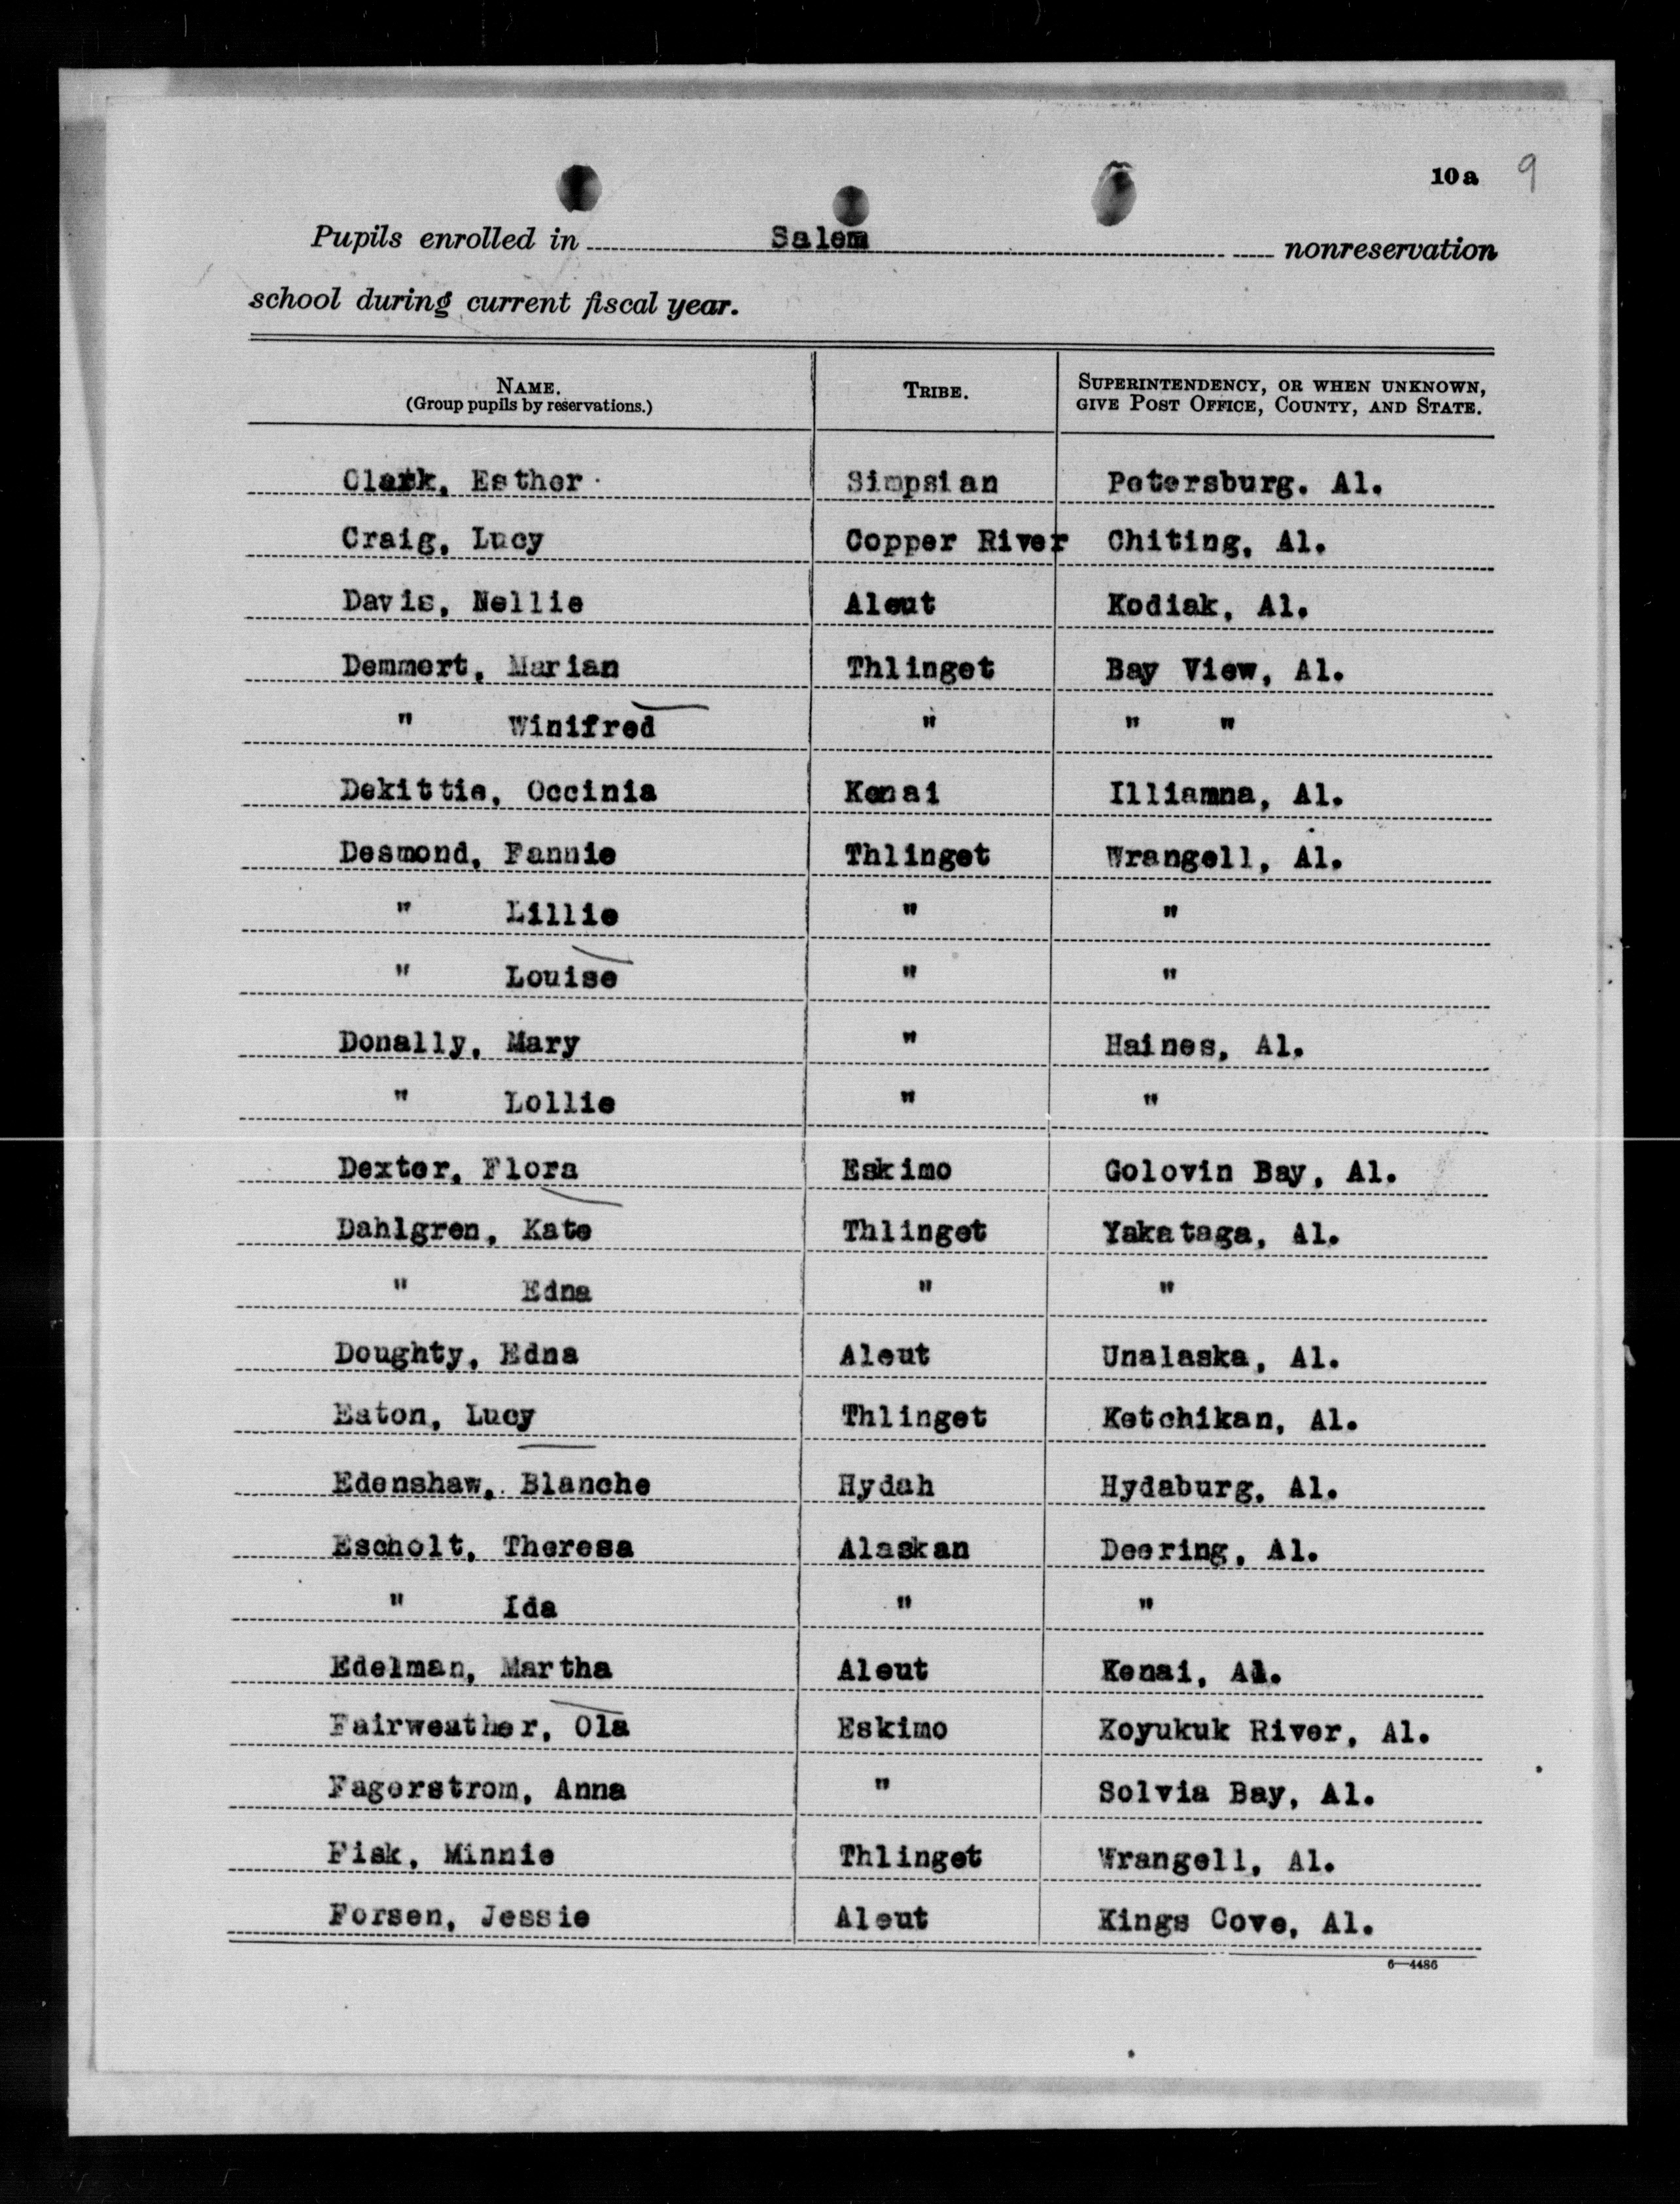 10a 9
Pupils enrolled in Salem nonreservation
school during current fiscal year.
NAME. TRIBE. SUPERINTENDENCY, OR WHEN UNKNOWN,
(Group pupils by reservations.) GIVE POST OFFICE, COUNTY, AND STATE.
Clark, Esther Simpsian Petersburg. Al.
Craig, Lucy Copper River Chiting, Al.
Davis, Nellie Aleut Kodiak, Al.
Demmert, Marian Thlinget Bay View, Al.
" Winifred " " "
Dekittie, Occinia Kenai Illiamna, Al.
Desmond, Fannie Thlinget Wrangell, Al.
" Lillie " "
" Louise " "
Donally, Mary " Haines, Al.
" Lollie " "
Dexter, Flora Eskimo Golovin Bay, Al.
Dahlgren, Kate Thlinget Yakataga, Al.
" Edna " "
Doughty, Edna Aleut Unalaska, Al.
Eaton, Lucy Thlinget Ketchikan, Al.
Edenshaw, Blanche Hydah Hydaburg, Al.
Escholt, Theresa Alaskan Deering, Al.
" Ida " "
Edelman, Martha Aleut Kenai, Al.
Fairweather, Ola Eskimo Koyukuk River, Al.
Fagerstrom, Anna " Solvia Bay, Al.
Fisk, Minnie Thlinget Wrangell, Al.
Forsen, Jessie Aleut Kings Cove, Al.
6—4486